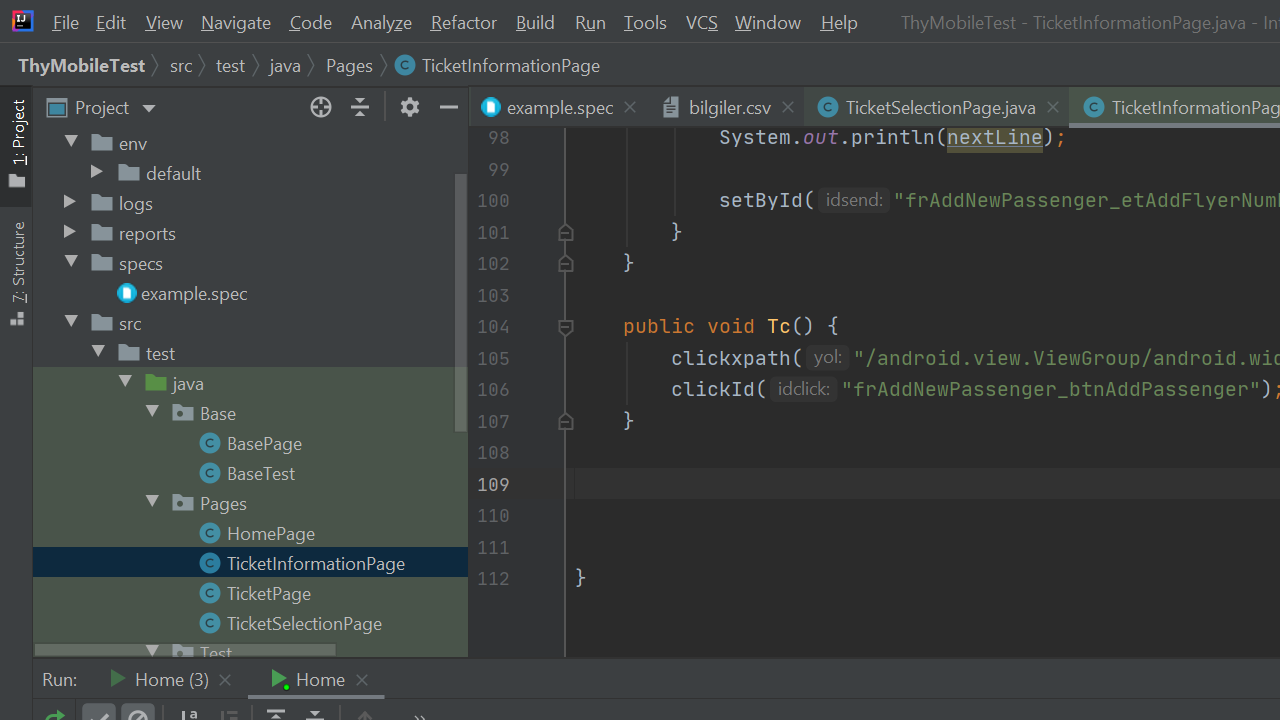 File Edit View Navigate Code Analyze Refactor Build Run Tools VCS Window Help ThyMobileTest - TicketInformationPage.java - In
ThyMobileTest src test java Pages TicketInformationPage
1: Project
7: Structure
Project
env
default
logs
reports
specs
example.spec
src
test
java
Base
BasePage
BaseTest
Pages
HomePage
TicketInformationPage
TicketPage
TicketSelectionPage
Test
example.spec bilgiler.csv TicketSelectionPage.java TicketInformationPag
98 System.out.println(nextLine);
99
100 setById( idsend: "frAddNewPassenger_etAddFlyerNumb
101 }
102 }
103
104 public void Tc() {
105 clickxpath( yol: "/android.view.ViewGroup/android.wid
106 clickId( idclick: "frAddNewPassenger_btnAddPassenger");
107 }
108
109
110
111
112 }
Run: Home (3) Home